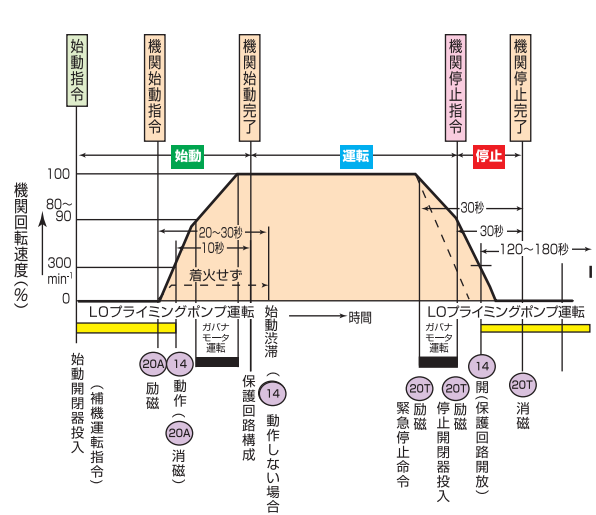 始動指令
機関始動指令
機関始動完了
機関停止指令
機関停止完了
始動
運転
停止
機関回転速度(%)
100
80〜
90
300
min-1
0
20〜30秒
10秒
着火せず
30秒
30秒
120〜180秒
LOプライミングポンプ運転
LOプライミングポンプ運転
ガバナ
モータ
運転
ガバナ
モータ
運転
時間
始動開閉器投入
(補機運転指令)
20A
励磁
14
動作(
20A
消磁)
保護回路構成
始動渋滞(
14
動作しない場合
20T
励磁
緊急停止命令
20T
励磁
停止開閉器投入
14
開(保護回路開放)
20T
消磁